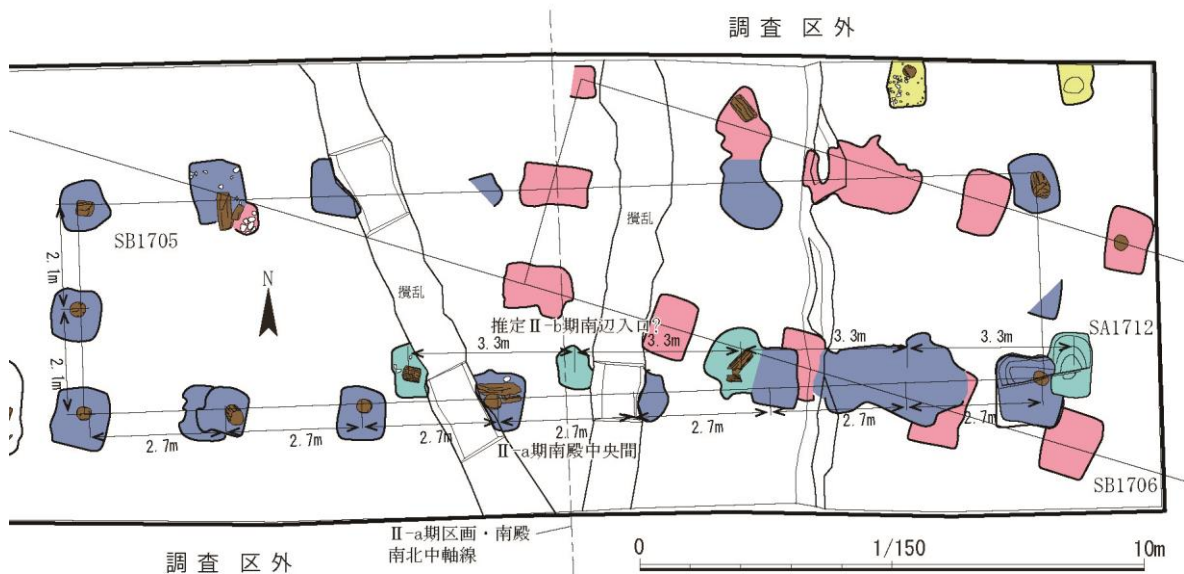 調査 区外
SB1705
2.1m
2.1m
N
攪乱
攪乱
推定Ⅱ-b期南辺入口?
3.3m
3.3m
3.3m
SA1712
2.7m
2.7m
2.7m
2.7m
2.7m
2.7m
2.7m
Ⅱ-a期南殿中央間
SB1706
Ⅱ-a期区画・南殿
南北中軸線
調査 区外
0
1/150
10m